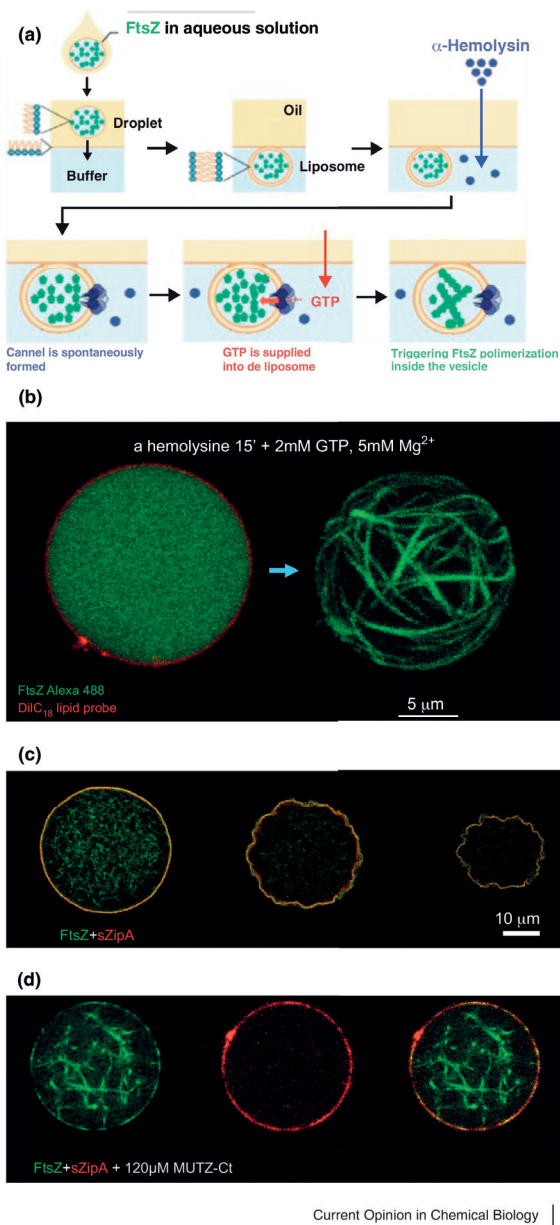 (a)
FtsZ in aqueous solution
α-Hemolysin
Droplet
Oil
Buffer
Liposome
GTP
Cannel is spontaneously
formed
GTP is supplied
into de liposome
Triggering FtsZ polimerization
inside the vesicle
(b)
a hemolysine 15' + 2mM GTP, 5mM Mg²⁺
FtsZ Alexa 488
DilC₁₈ lipid probe
5 μm
(c)
FtsZ+sZipA
10 μm
(d)
FtsZ+sZipA + 120μM MUTZ-Ct
Current Opinion in Chemical Biology